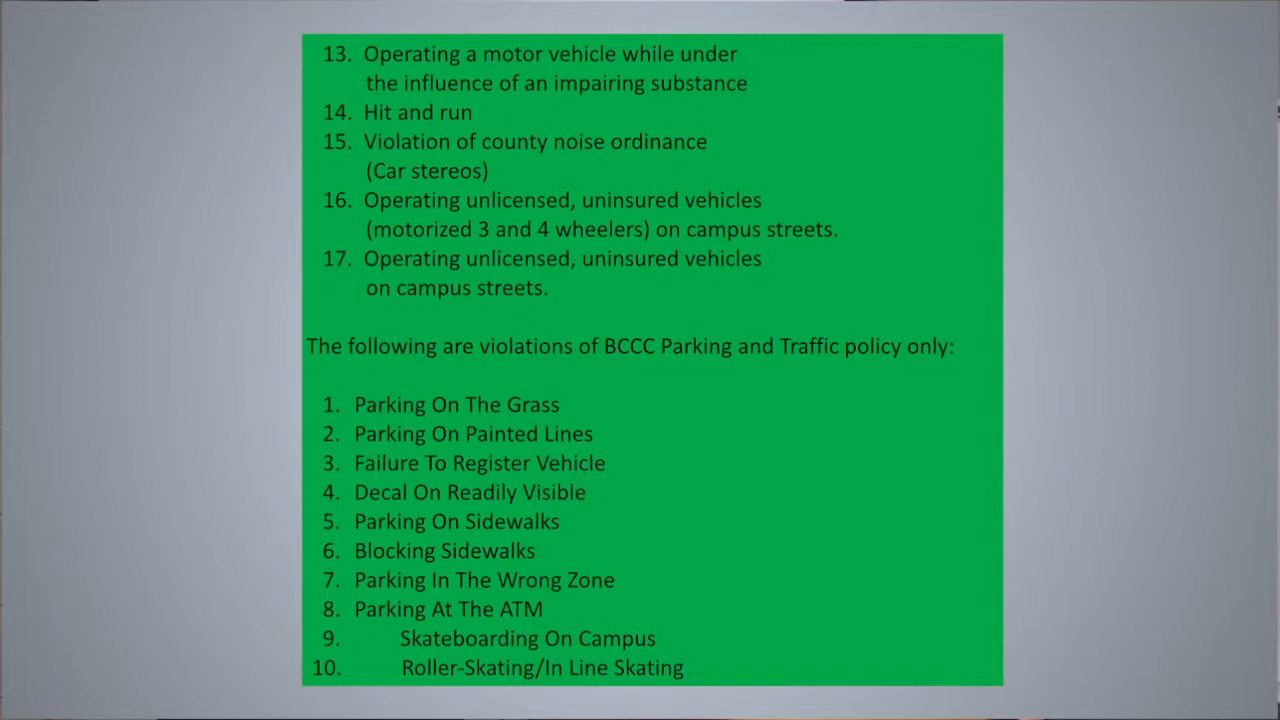 13. Operating a motor vehicle while under
the influence of an impairing substance
14. Hit and run
15. Violation of county noise ordinance
(Car stereos)
16. Operating unlicensed, uninsured vehicles
(motorized 3 and 4 wheelers) on campus streets.
17. Operating unlicensed, uninsured vehicles
on campus streets.
The following are violations of BCCC Parking and Traffic policy only:
1. Parking On The Grass
2. Parking On Painted Lines
3. Failure To Register Vehicle
4. Decal On Readily Visible
5. Parking On Sidewalks
6. Blocking Sidewalks
7. Parking In The Wrong Zone
8. Parking At The ATM
9. Skateboarding On Campus
10. Roller-Skating/In Line Skating